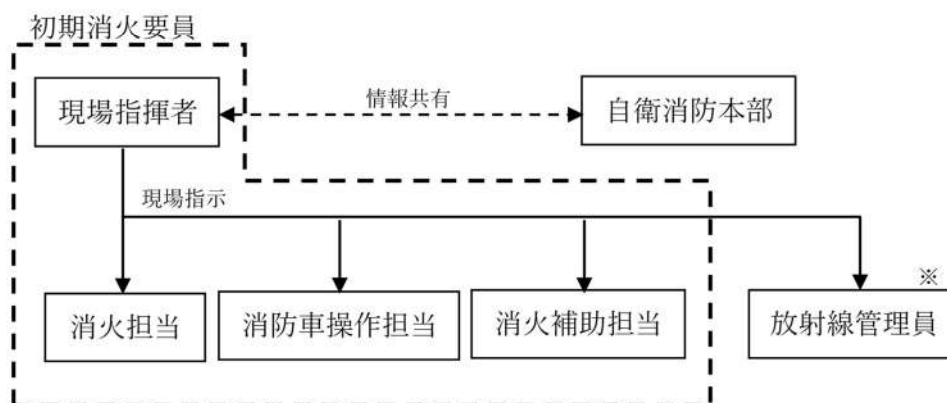 初期消火要員
現場指揮者
情報共有
自衛消防本部
現場指示
※
消火担当
消防車操作担当
消火補助担当
放射線管理員